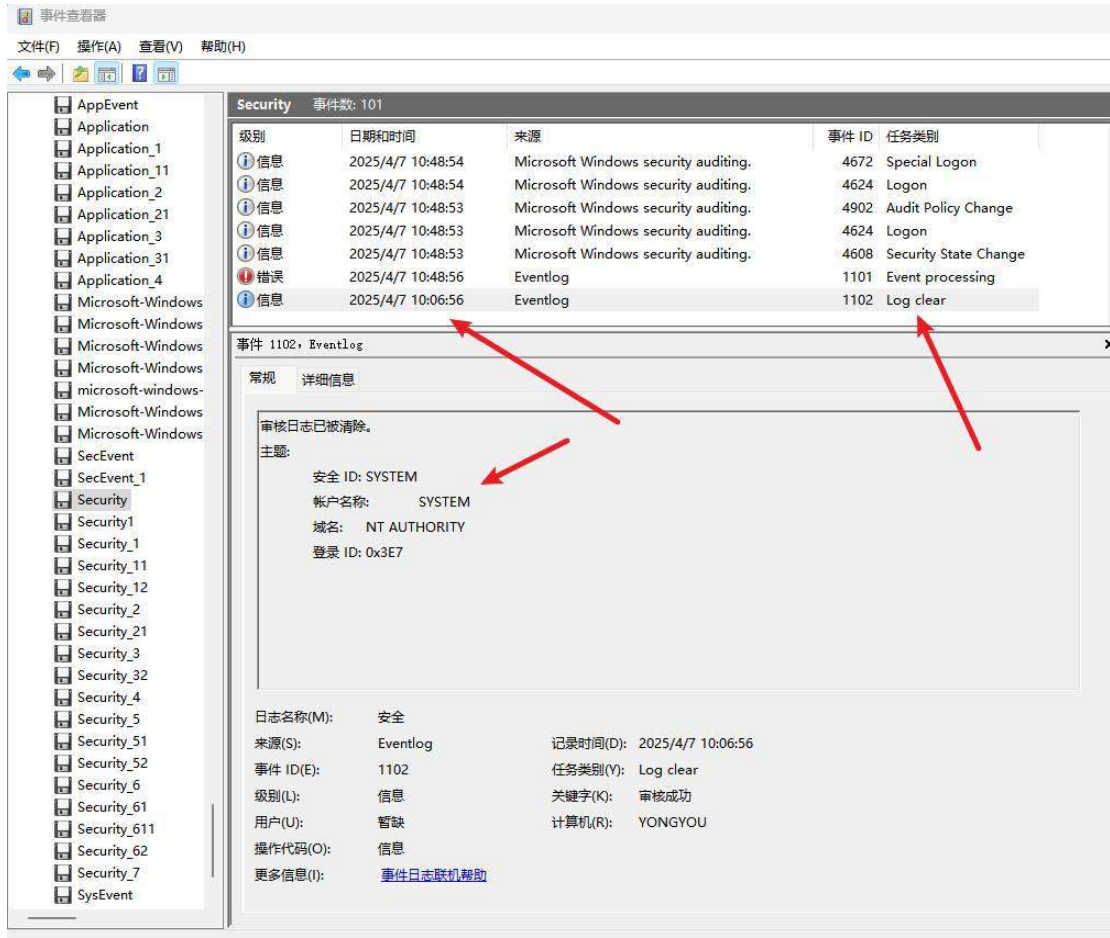 事件查看器
文件(F) 操作(A) 查看(V) 帮助(H)
AppEvent
Application
Application_1
Application_11
Application_2
Application_21
Application_3
Application_31
Application_4
Microsoft-Windows
Microsoft-Windows
Microsoft-Windows
Microsoft-Windows
microsoft-windows-
Microsoft-Windows
Microsoft-Windows
SecEvent
SecEvent_1
Security
Security1
Security_1
Security_11
Security_12
Security_2
Security_21
Security_3
Security_32
Security_4
Security_5
Security_51
Security_52
Security_6
Security_61
Security_611
Security_62
Security_7
SysEvent
Security 事件数: 101
级别 日期和时间 来源 事件 ID 任务类别
信息 2025/4/7 10:48:54 Microsoft Windows security auditing. 4672 Special Logon
信息 2025/4/7 10:48:54 Microsoft Windows security auditing. 4624 Logon
信息 2025/4/7 10:48:53 Microsoft Windows security auditing. 4902 Audit Policy Change
信息 2025/4/7 10:48:53 Microsoft Windows security auditing. 4624 Logon
信息 2025/4/7 10:48:53 Microsoft Windows security auditing. 4608 Security State Change
错误 2025/4/7 10:48:56 Eventlog 1101 Event processing
信息 2025/4/7 10:06:56 Eventlog 1102 Log clear
事件 1102，Eventlog
常规 详细信息
审核日志已被清除。
主题:
安全 ID: SYSTEM
帐户名称: SYSTEM
域名: NT AUTHORITY
登录 ID: 0x3E7
日志名称(M): 安全
来源(S): Eventlog 记录时间(D): 2025/4/7 10:06:56
事件 ID(E): 1102 任务类别(Y): Log clear
级别(L): 信息 关键字(K): 审核成功
用户(U): 暂缺 计算机(R): YONGYOU
操作代码(O): 信息
更多信息(I): 事件日志联机帮助